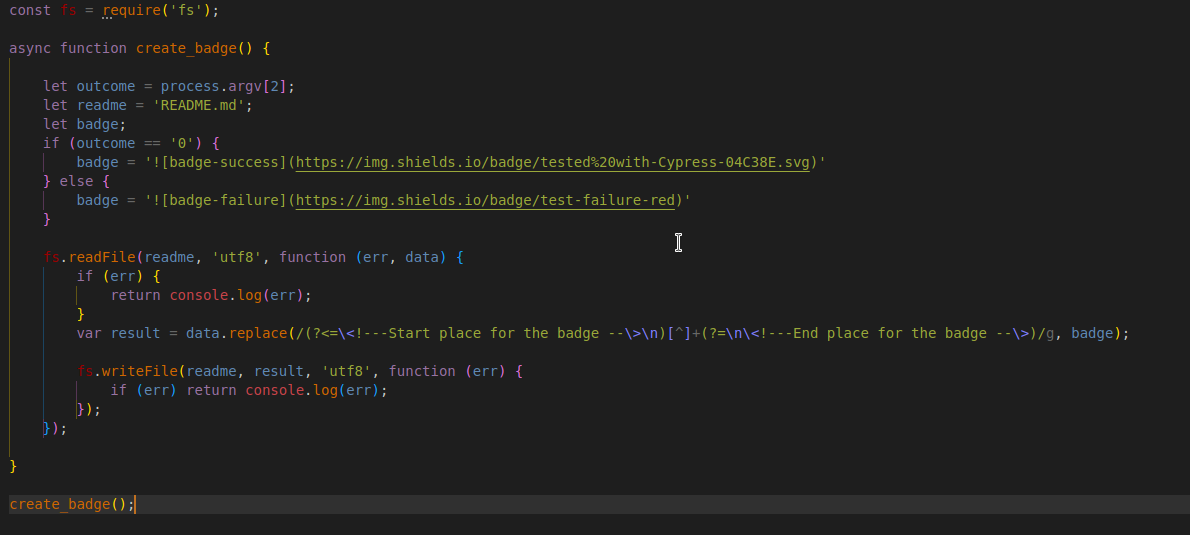 const fs = require('fs');
async function create_badge() {
let outcome = process.argv[2];
let readme = 'README.md';
let badge;
if (outcome == '0') {
badge = '![badge-success](https://img.shields.io/badge/tested%20with-Cypress-04C38E.svg)'
} else {
badge = '![badge-failure](https://img.shields.io/badge/test-failure-red)'
}
fs.readFile(readme, 'utf8', function (err, data) {
if (err) {
return console.log(err);
}
var result = data.replace(/(?<=\<!---Start place for the badge --\>\n)[^]+(?=\n\<!---End place for the badge --\>)/g, badge);
fs.writeFile(readme, result, 'utf8', function (err) {
if (err) return console.log(err);
});
});
}
create_badge();